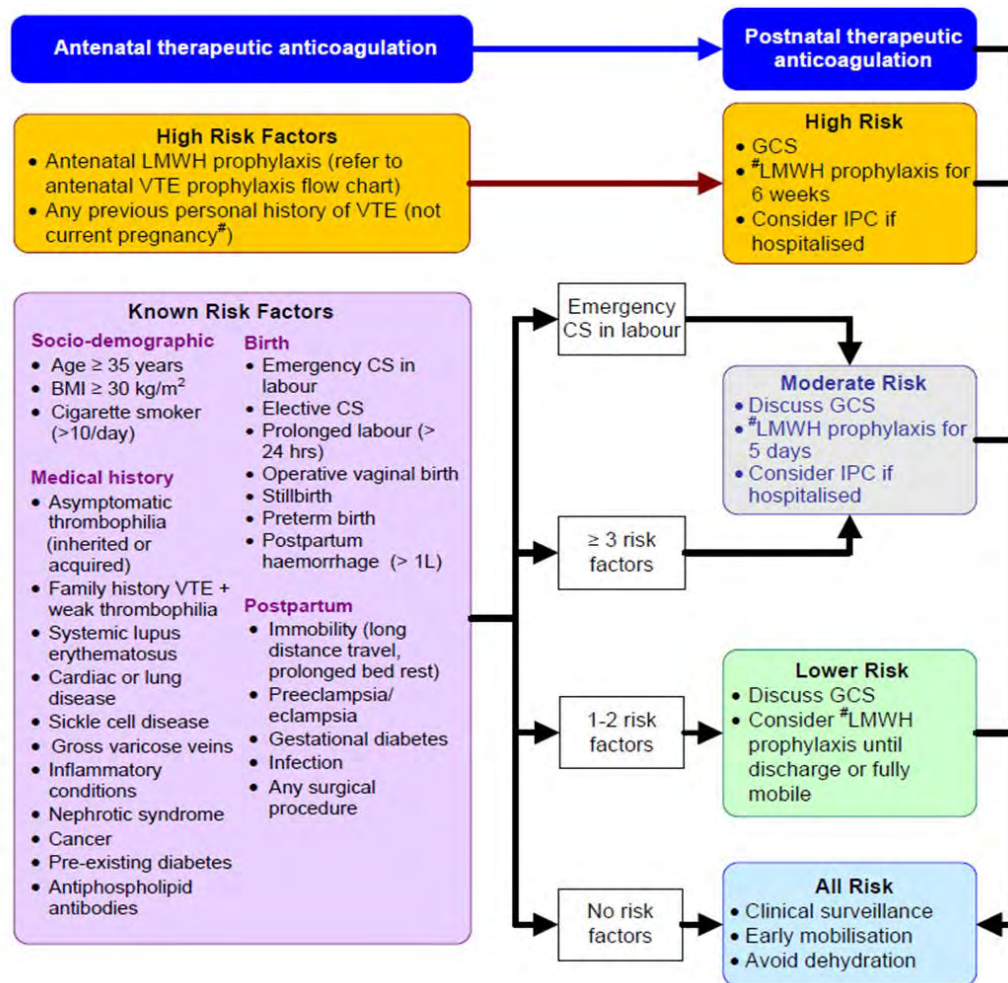 Antenatal therapeutic anticoagulation
Postnatal therapeutic
anticoagulation
High Risk Factors
• Antenatal LMWH prophylaxis (refer to
antenatal VTE prophylaxis flow chart)
• Any previous personal history of VTE (not
current pregnancy#)
High Risk
• GCS
• #LMWH prophylaxis for
6 weeks
• Consider IPC if
hospitalised
Known Risk Factors
Socio-demographic
• Age ≥ 35 years
• BMI ≥ 30 kg/m²
• Cigarette smoker
(>10/day)
Medical history
• Asymptomatic
thrombophilia
(inherited or
acquired)
• Family history VTE +
weak thrombophilia
• Systemic lupus
erythematosus
• Cardiac or lung
disease
• Sickle cell disease
• Gross varicose veins
• Inflammatory
conditions
• Nephrotic syndrome
• Cancer
• Pre-existing diabetes
• Antiphospholipid
antibodies
Birth
• Emergency CS in
labour
• Elective CS
• Prolonged labour (>
24 hrs)
• Operative vaginal birth
• Stillbirth
• Preterm birth
• Postpartum
haemorrhage (> 1L)
Postpartum
• Immobility (long
distance travel,
prolonged bed rest)
• Preeclampsia/
eclampsia
• Gestational diabetes
• Infection
• Any surgical
procedure
Emergency
CS in labour
≥ 3 risk
factors
1-2 risk
factors
No risk
factors
Moderate Risk
• Discuss GCS
• #LMWH prophylaxis for
5 days
• Consider IPC if
hospitalised
Lower Risk
• Discuss GCS
• Consider #LMWH
prophylaxis until
discharge or fully
mobile
All Risk
• Clinical surveillance
• Early mobilisation
• Avoid dehydration